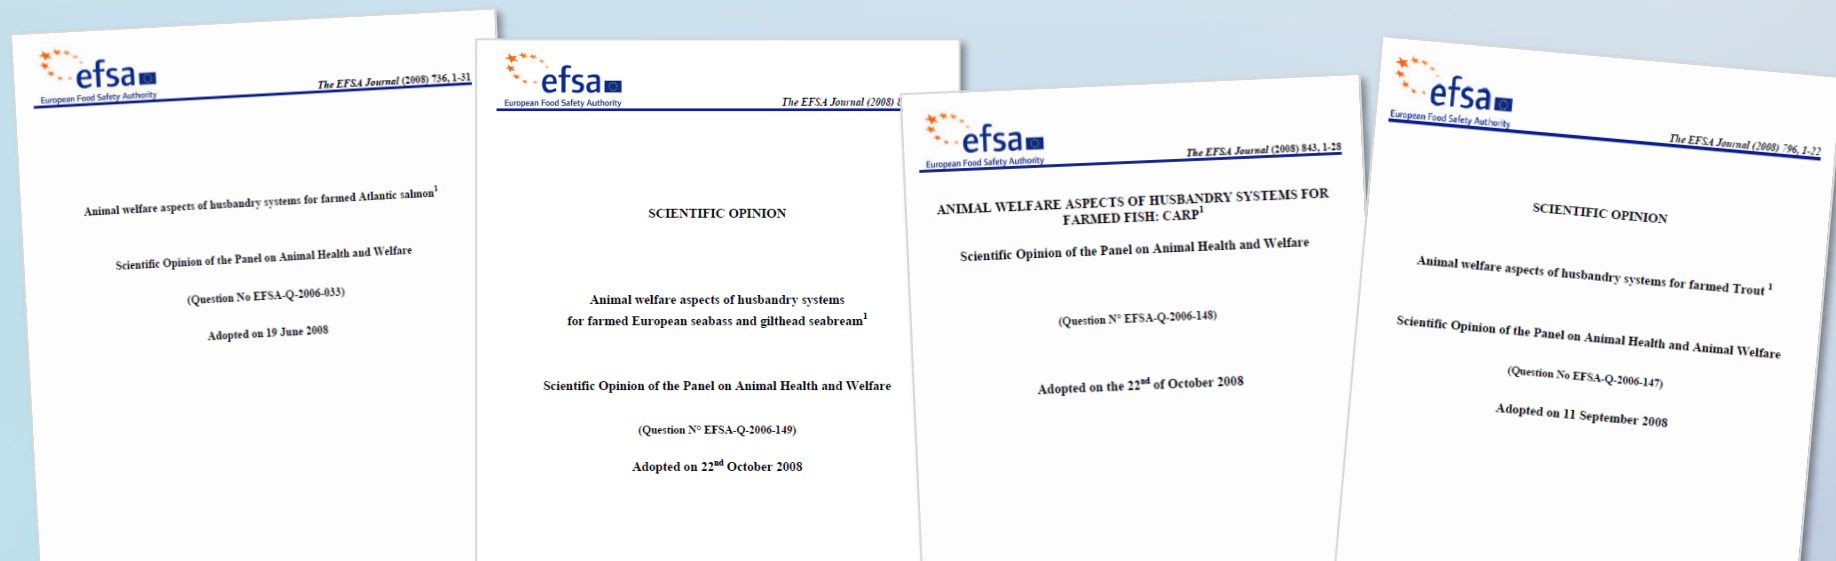 efsa
European Food Safety Authority
The EFSA Journal (2008) 736, 1-31
Animal welfare aspects of husbandry systems for farmed Atlantic salmon1
Scientific Opinion of the Panel on Animal Health and Welfare
(Question No EFSA-Q-2006-033)
Adopted on 19 June 2008
efsa
European Food Safety Authority
The EFSA Journal (2008)
SCIENTIFIC OPINION
Animal welfare aspects of husbandry systems
for farmed European seabass and gilthead seabream1
Scientific Opinion of the Panel on Animal Health and Welfare
(Question N° EFSA-Q-2006-149)
Adopted on 22nd October 2008
efsa
European Food Safety Authority
The EFSA Journal (2008) 843, 1-28
ANIMAL WELFARE ASPECTS OF HUSBANDRY SYSTEMS FOR
FARMED FISH: CARP1
Scientific Opinion of the Panel on Animal Health and Welfare
(Question N° EFSA-Q-2006-148)
Adopted on the 22nd of October 2008
efsa
European Food Safety Authority
The EFSA Journal (2008) 796, 1-22
SCIENTIFIC OPINION
Animal welfare aspects of husbandry systems for farmed Trout 1
Scientific Opinion of the Panel on Animal Health and Animal Welfare
(Question No EFSA-Q-2006-147)
Adopted on 11 September 2008